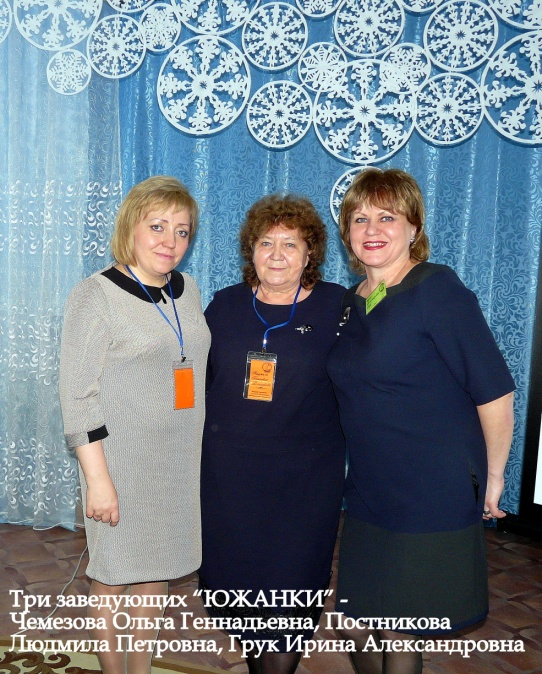 Три заведующих “ЮЖАНКИ” -
Чемезова Ольга Геннадьевна, Постникова
Людмила Петровна, Грук Ирина Александровна